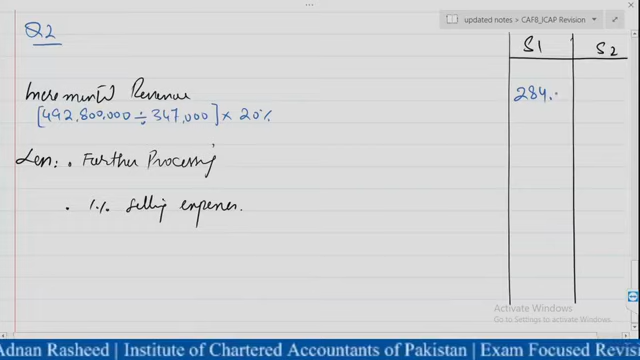 updated notes > CAF8_ICAP Revision
Q2
S1 S2
Incremental Revenue 284.
[492,800,000 ÷ 347,000] × 20%
Less: • Further Processing
• 1% selling expenses.
Activate Windows
Go to Settings to activate Windows.
Adnan Rasheed | Institute of Chartered Accountants of Pakistan | Exam Focused Revis